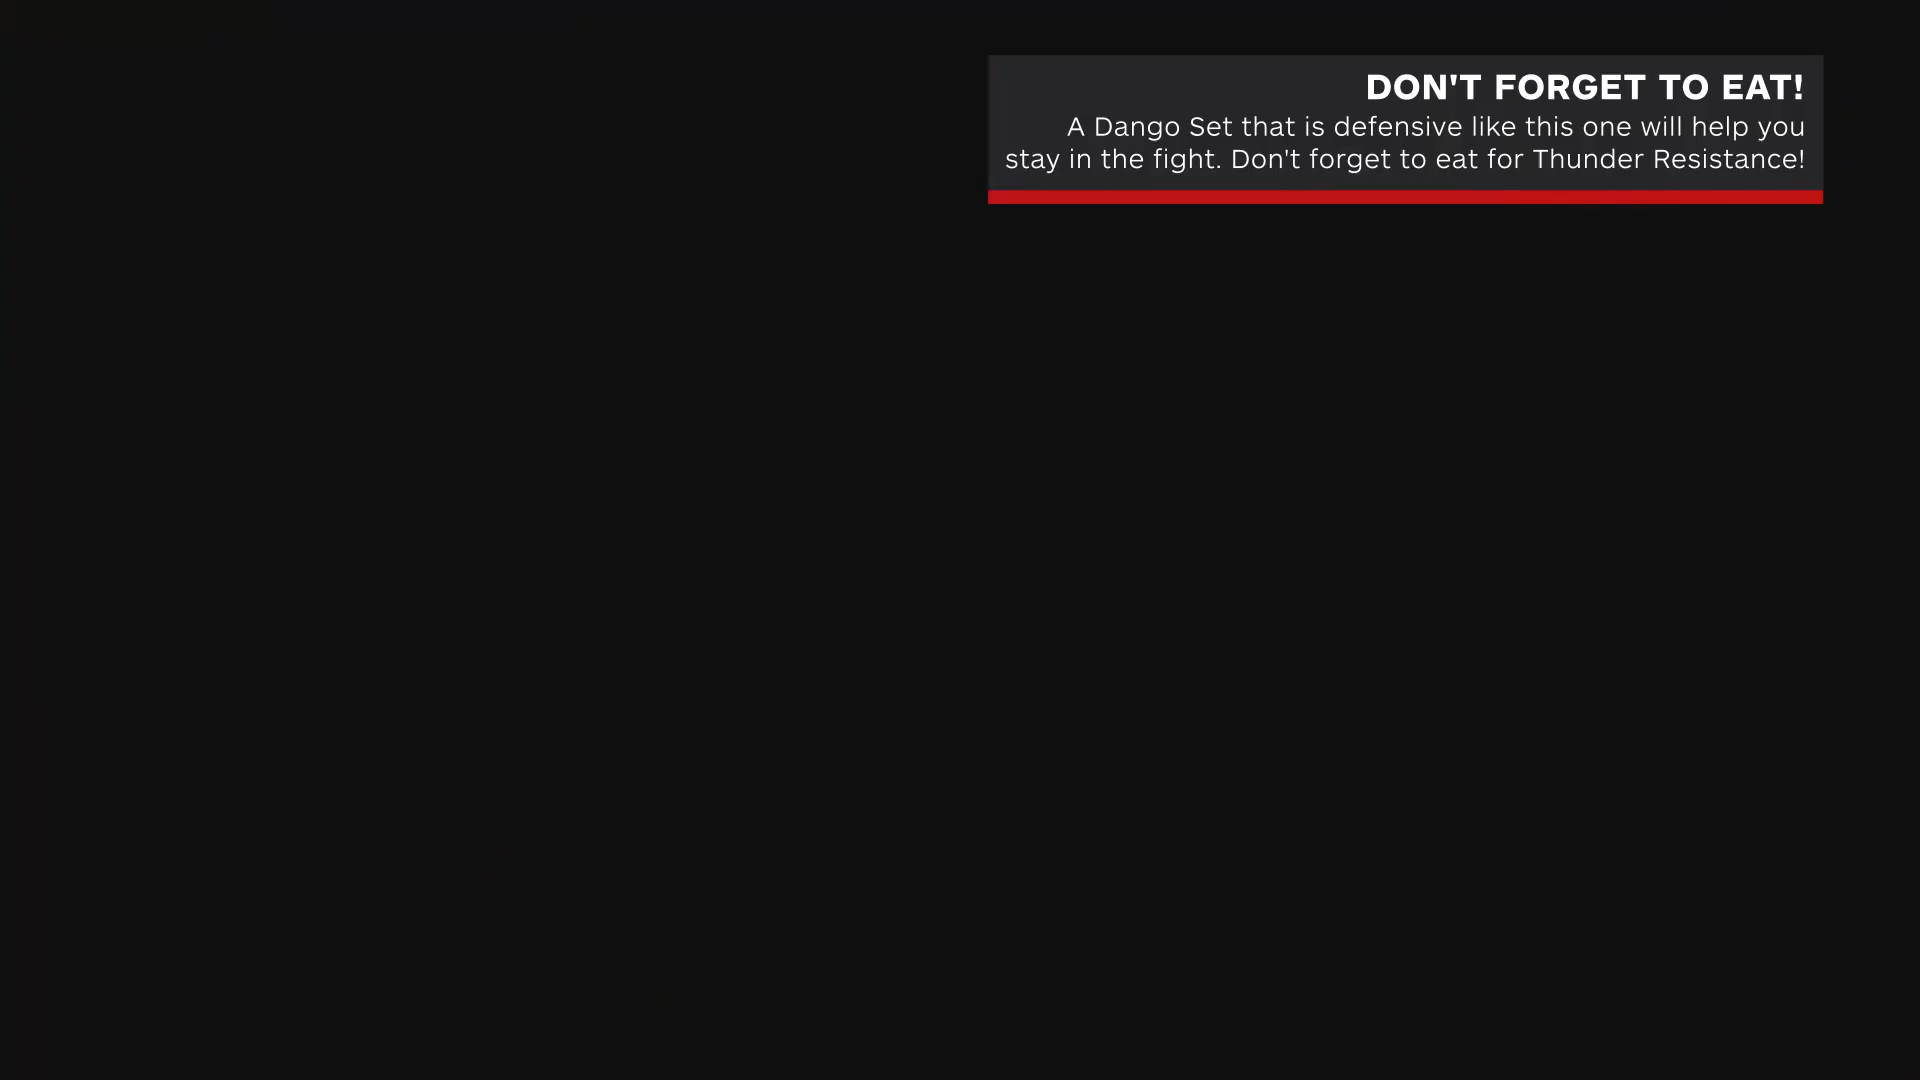 DON'T FORGET TO EAT!
A Dango Set that is defensive like this one will help you
stay in the fight. Don't forget to eat for Thunder Resistance!